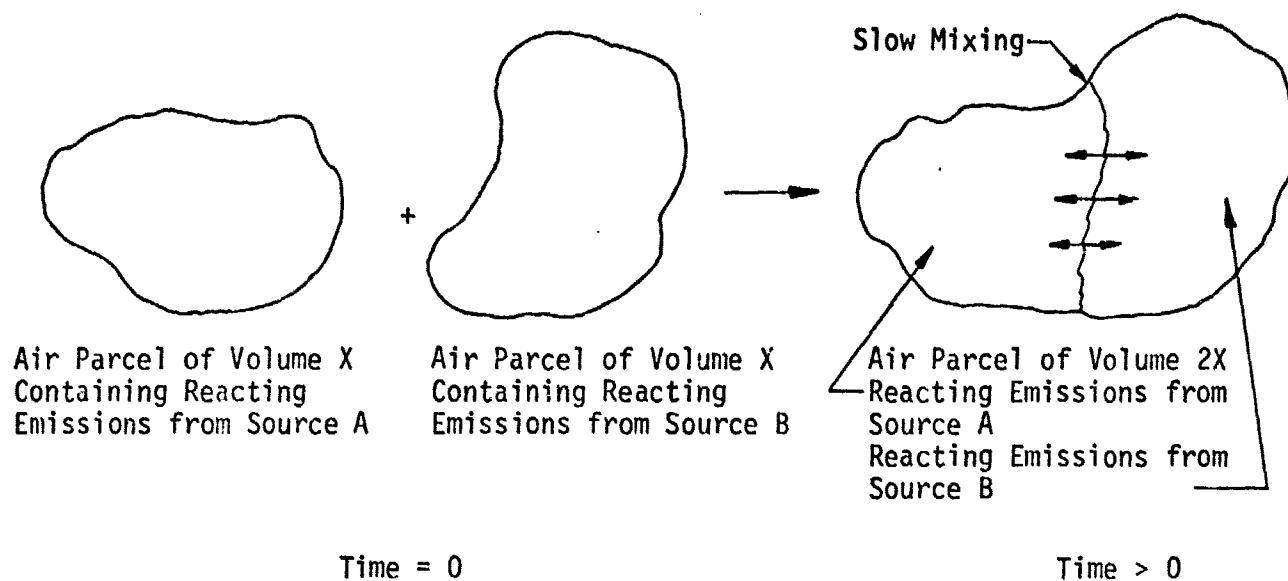 Slow Mixing
+
Air Parcel of Volume X
Containing Reacting
Emissions from Source A
Air Parcel of Volume X
Containing Reacting
Emissions from Source B
Air Parcel of Volume 2X
Reacting Emissions from
Source A
Reacting Emissions from
Source B
Time = 0
Time > 0